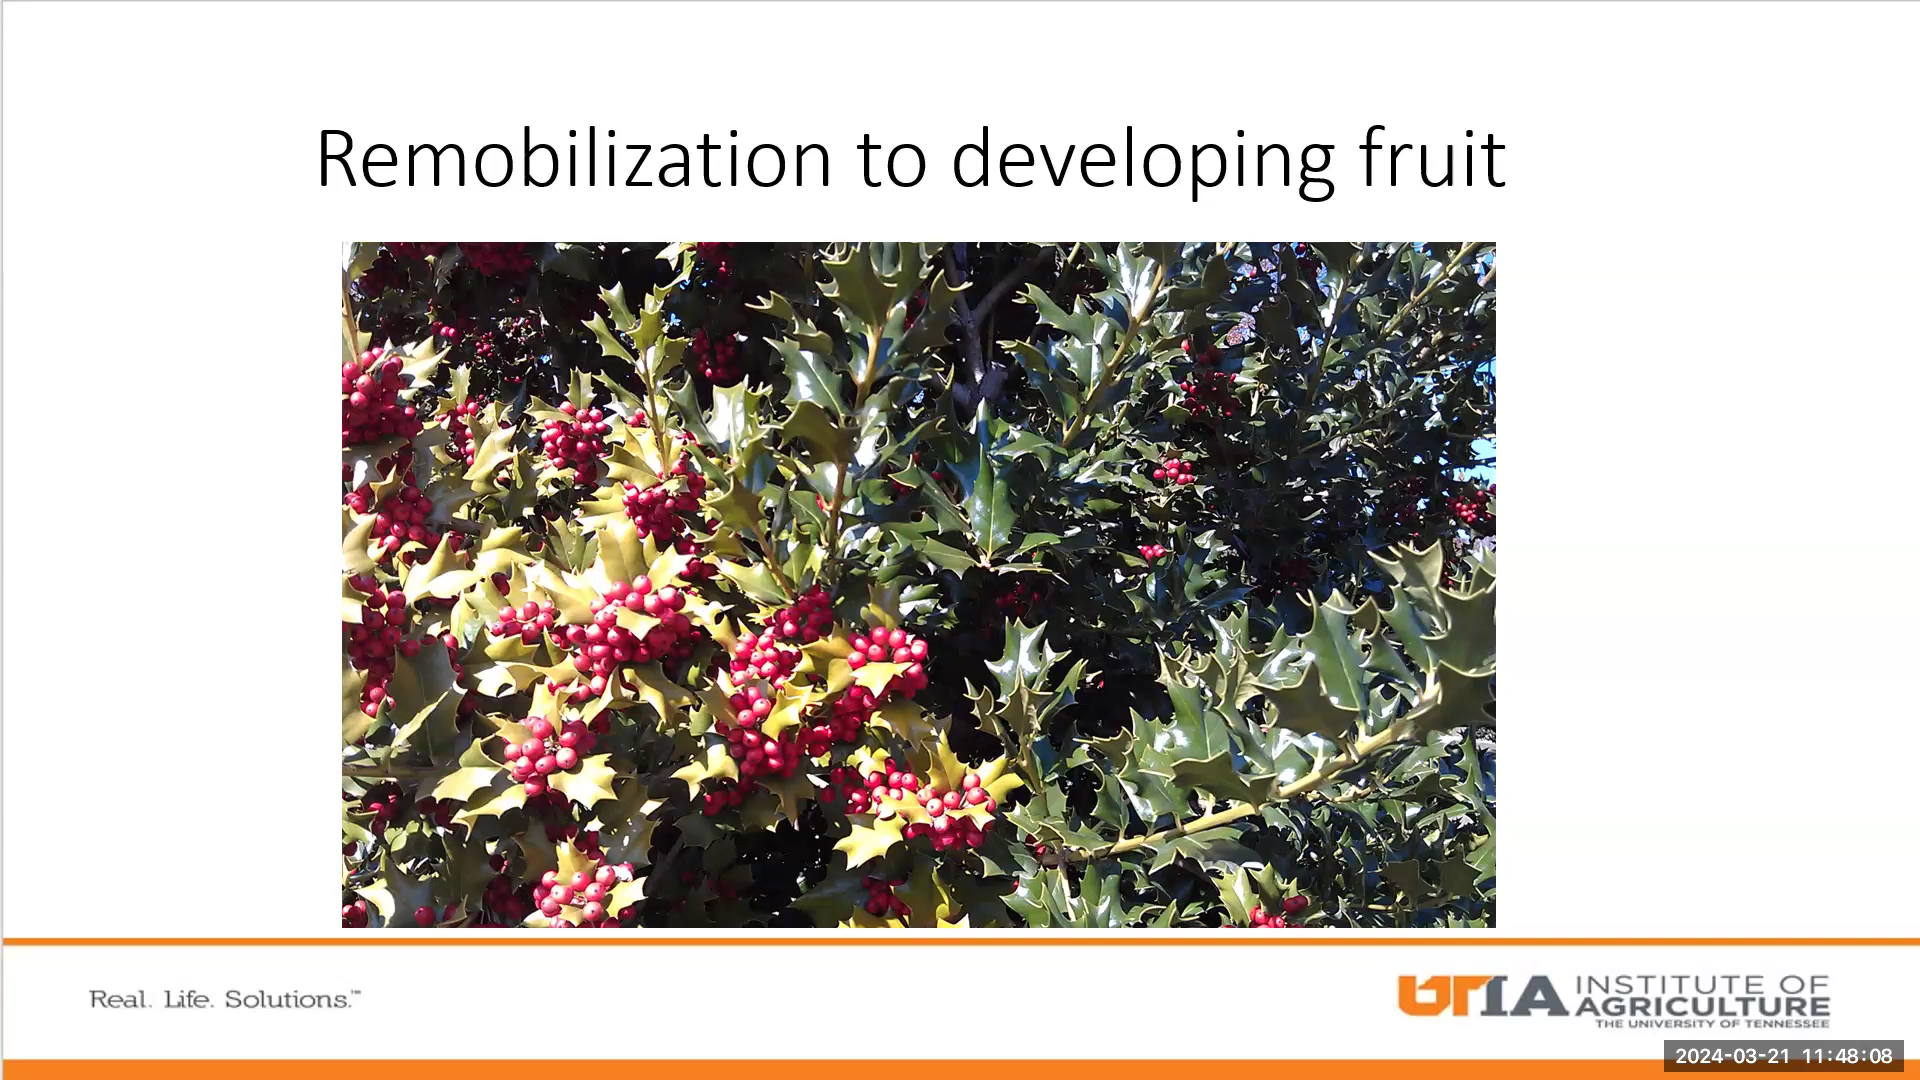 Remobilization to developing fruit
Real. Life. Solutions.™
UTIA INSTITUTE OF
AGRICULTURE
THE UNIVERSITY OF TENNESSEE
2024-03-21 11:48:08